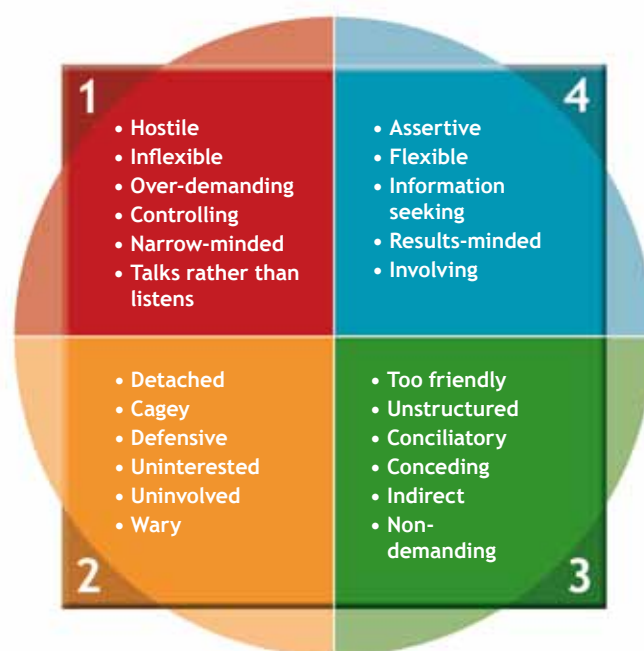 1
• Hostile
• Inflexible
• Over-demanding
• Controlling
• Narrow-minded
• Talks rather than
listens
4
• Assertive
• Flexible
• Information
seeking
• Results-minded
• Involving
• Detached
• Cagey
• Defensive
• Uninterested
• Uninvolved
• Wary
2
• Too friendly
• Unstructured
• Conciliatory
• Conceding
• Indirect
• Non-
demanding
3